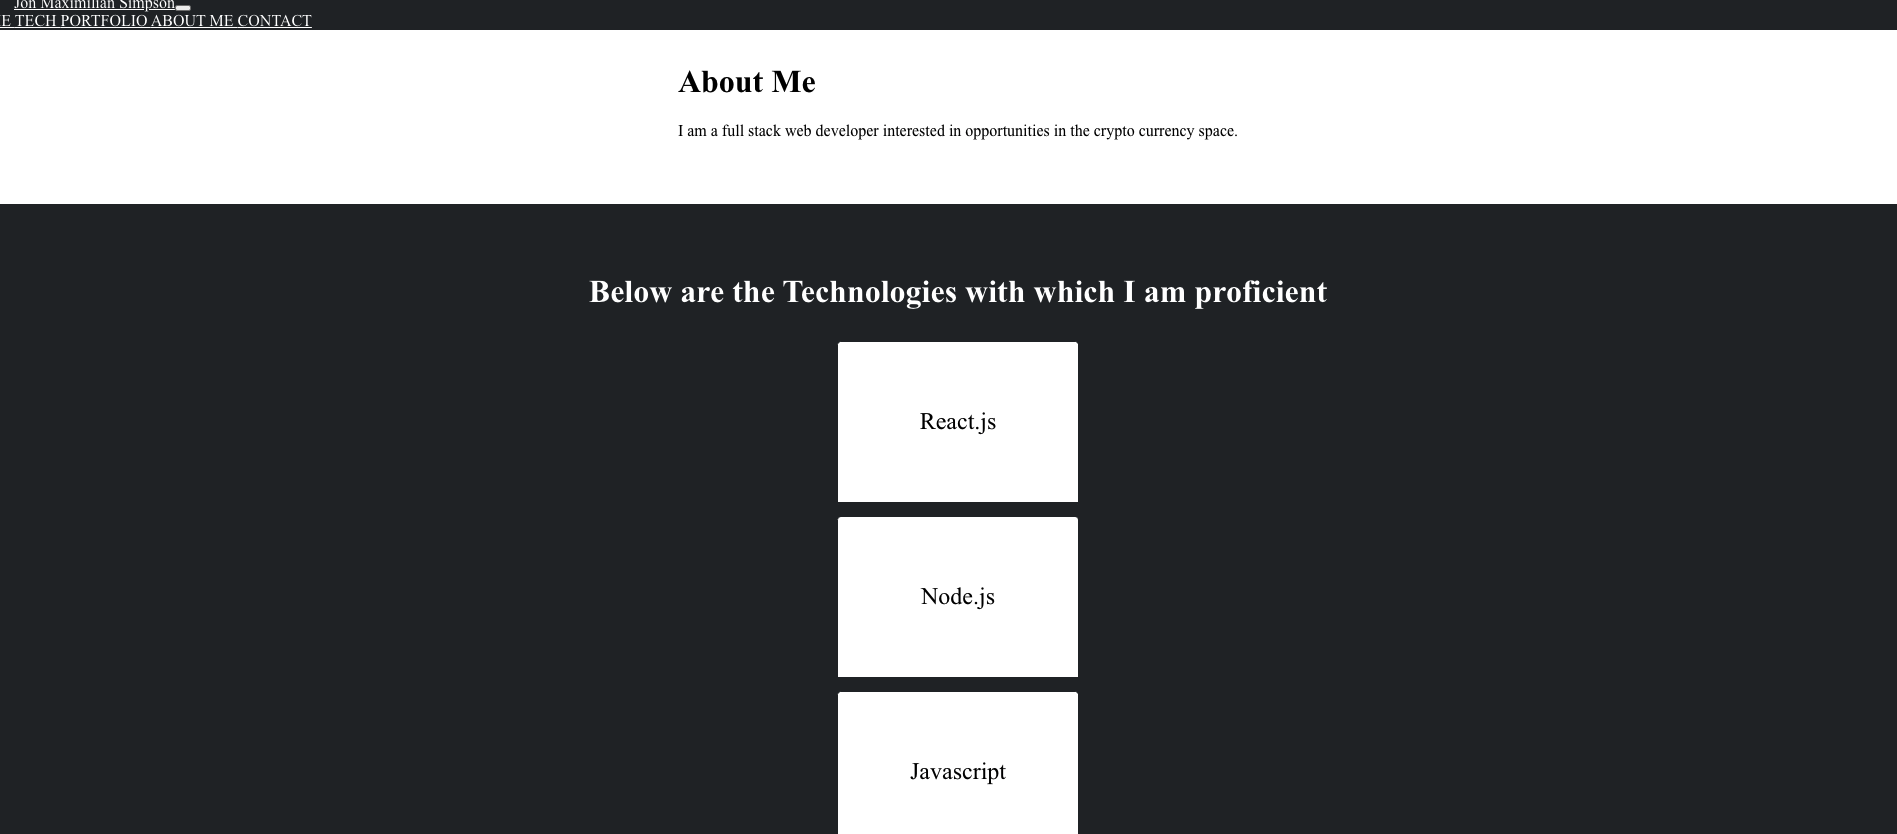 Jon Maximilian Simpson
E TECH PORTFOLIO ABOUT ME CONTACT
About Me
I am a full stack web developer interested in opportunities in the crypto currency space.
Below are the Technologies with which I am proficient
React.js
Node.js
Javascript